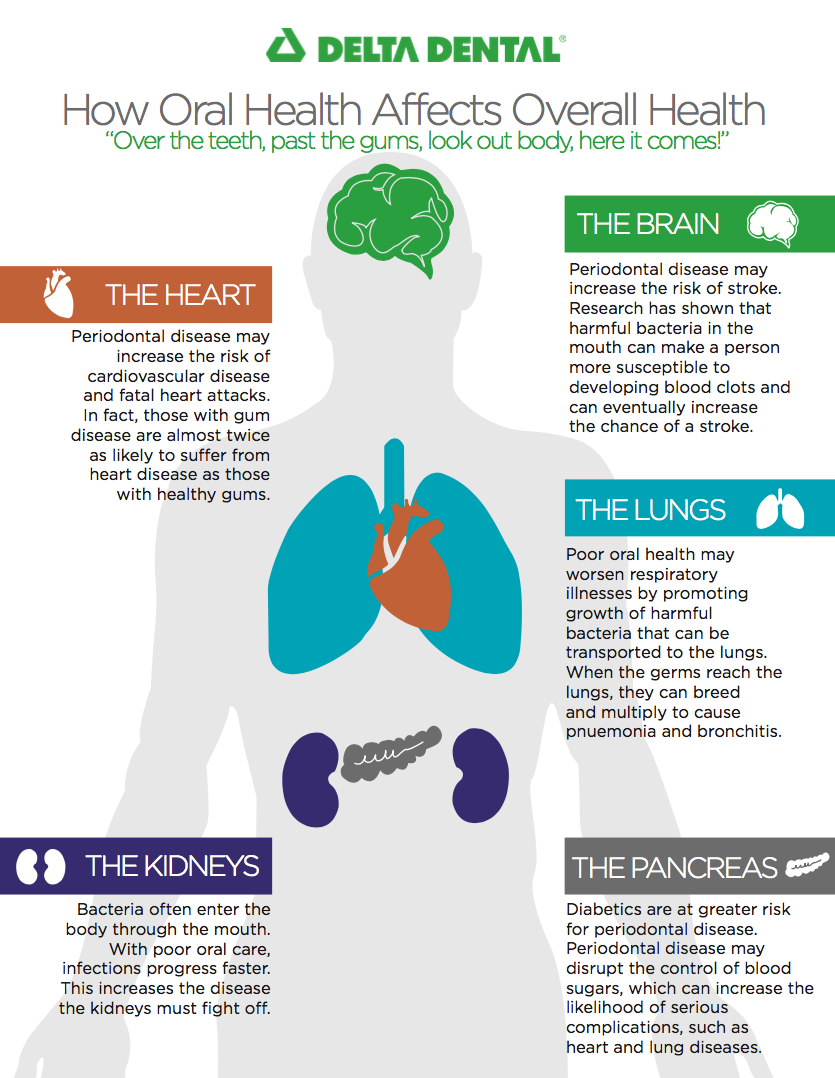 DELTA DENTAL®
How Oral Health Affects Overall Health
“Over the teeth, past the gums, look out body, here it comes!”
THE BRAIN
Periodontal disease may
increase the risk of stroke.
Research has shown that
harmful bacteria in the
mouth can make a person
more susceptible to
developing blood clots and
can eventually increase
the chance of a stroke.
THE HEART
Periodontal disease may
increase the risk of
cardiovascular disease
and fatal heart attacks.
In fact, those with gum
disease are almost twice
as likely to suffer from
heart disease as those
with healthy gums.
THE LUNGS
Poor oral health may
worsen respiratory
illnesses by promoting
growth of harmful
bacteria that can be
transported to the lungs.
When the germs reach the
lungs, they can breed
and multiply to cause
pnuemonia and bronchitis.
THE KIDNEYS
Bacteria often enter the
body through the mouth.
With poor oral care,
infections progress faster.
This increases the disease
the kidneys must fight off.
THE PANCREAS
Diabetics are at greater risk
for periodontal disease.
Periodontal disease may
disrupt the control of blood
sugars, which can increase the
likelihood of serious
complications, such as
heart and lung diseases.